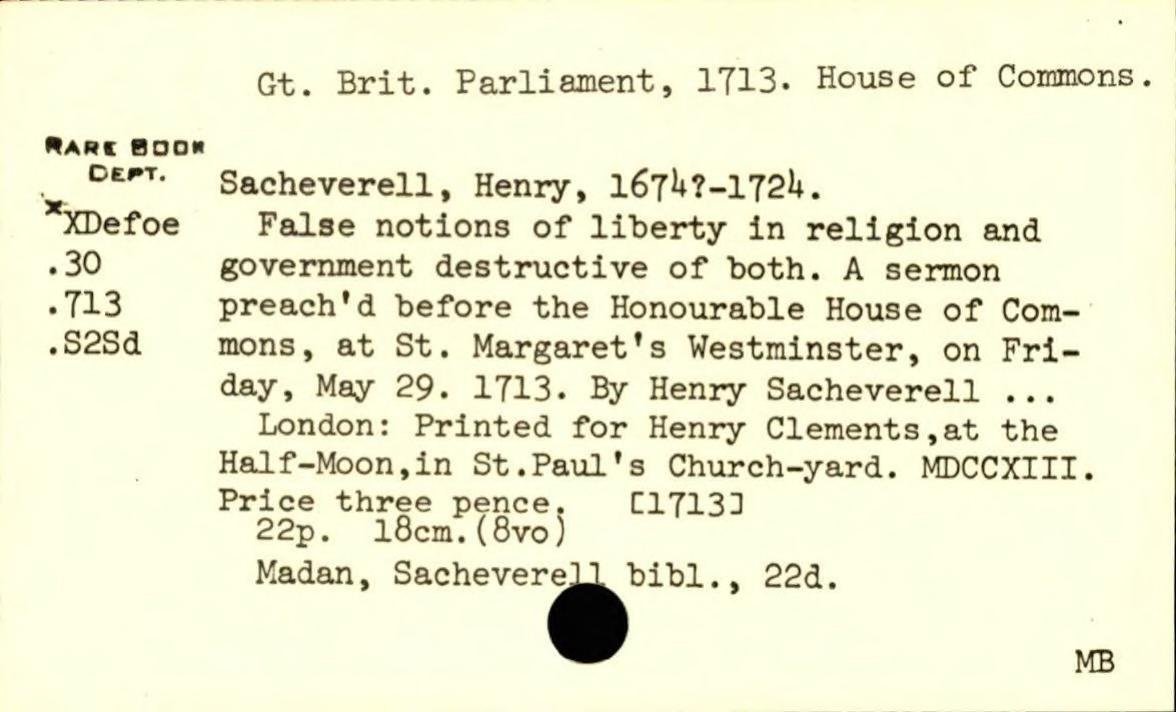 Gt. Brit. Parliament, 1713. House of Commons.
RARE BOOK
DEPT.
Sacheverell, Henry, 1674?-1724.
*XDefoe False notions of liberty in religion and
.30 government destructive of both. A sermon
.713 preach'd before the Honourable House of Com-
.S2Sd mons, at St. Margaret's Westminster, on Fri-
day, May 29. 1713. By Henry Sacheverell ...
London: Printed for Henry Clements,at the
Half-Moon,in St.Paul's Church-yard. MDCCXIII.
Price three pence. [1713]
22p. 18cm.(8vo)
Madan, Sacheverell bibl., 22d.
MB